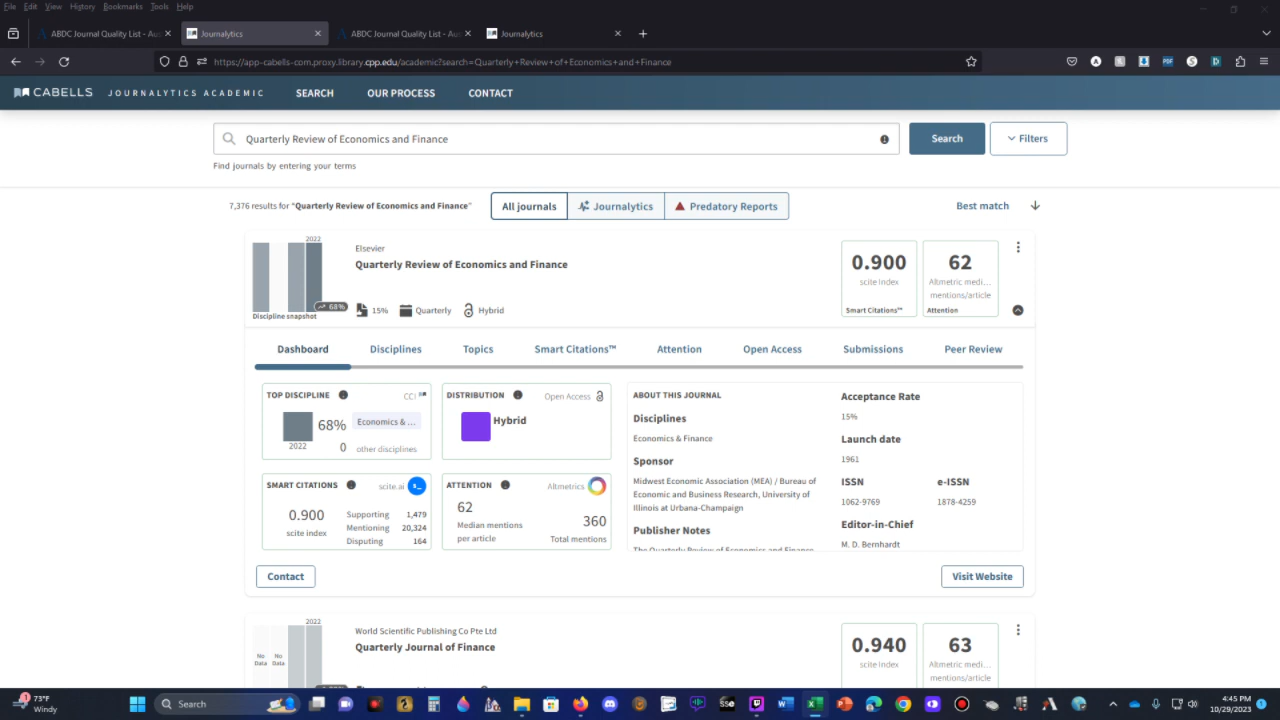 File Edit View History Bookmarks Tools Help
ABDC Journal Quality List - Aus
Journalytics
ABDC Journal Quality List - Aus
Journalytics
https://app-cabells-com.proxy.library.cpp.edu/academic?search=Quarterly+Review+of+Economics+and+Finance
CABELLS JOURNALYTICS ACADEMIC SEARCH OUR PROCESS CONTACT
Quarterly Review of Economics and Finance
Search
Filters
Find journals by entering your terms
7,376 results for "Quarterly Review of Economics and Finance"
All journals Journalytics Predatory Reports
Best match
2022
68%
Discipline snapshot
Elsevier
Quarterly Review of Economics and Finance
15% Quarterly Hybrid
0.900
scite Index
Smart Citations™
62
Altmetric medi...
mentions/article
Attention
Dashboard Disciplines Topics Smart Citations™ Attention Open Access Submissions Peer Review
TOP DISCIPLINE CCI
68% Economics & ...
2022
0 other disciplines
DISTRIBUTION Open Access
Hybrid
SMART CITATIONS scite.ai
0.900
scite index
Supporting 1,479
Mentioning 20,324
Disputing 164
ATTENTION Altmetrics
62
Median mentions
per article
360
Total mentions
ABOUT THIS JOURNAL
Disciplines
Economics & Finance
Sponsor
Midwest Economic Association (MEA) / Bureau of
Economic and Business Research, University of
Illinois at Urbana-Champaign
Publisher Notes
The Quarterly Review of Economics and Finance
Acceptance Rate
15%
Launch date
1961
ISSN e-ISSN
1062-9769 1878-4259
Editor-in-Chief
M. D. Bernhardt
Contact
Visit Website
2022
No Data
No Data
World Scientific Publishing Co Pte Ltd
Quarterly Journal of Finance
0.940
scite Index
63
Altmetric medi...
mentions/article
73°F
Windy
Search
4:45 PM
10/29/2023